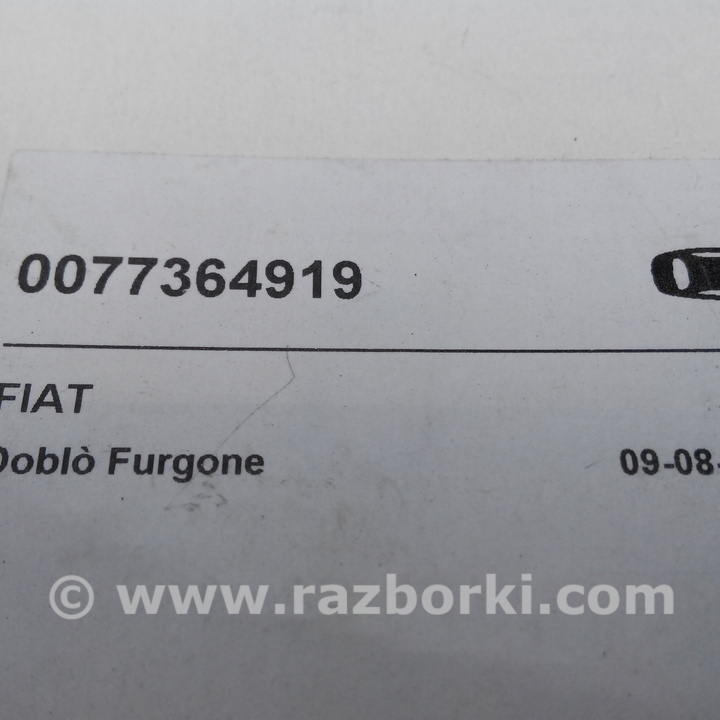 0077364919
FIAT
Doblò Furgone
09-08-
© www.razborki.com